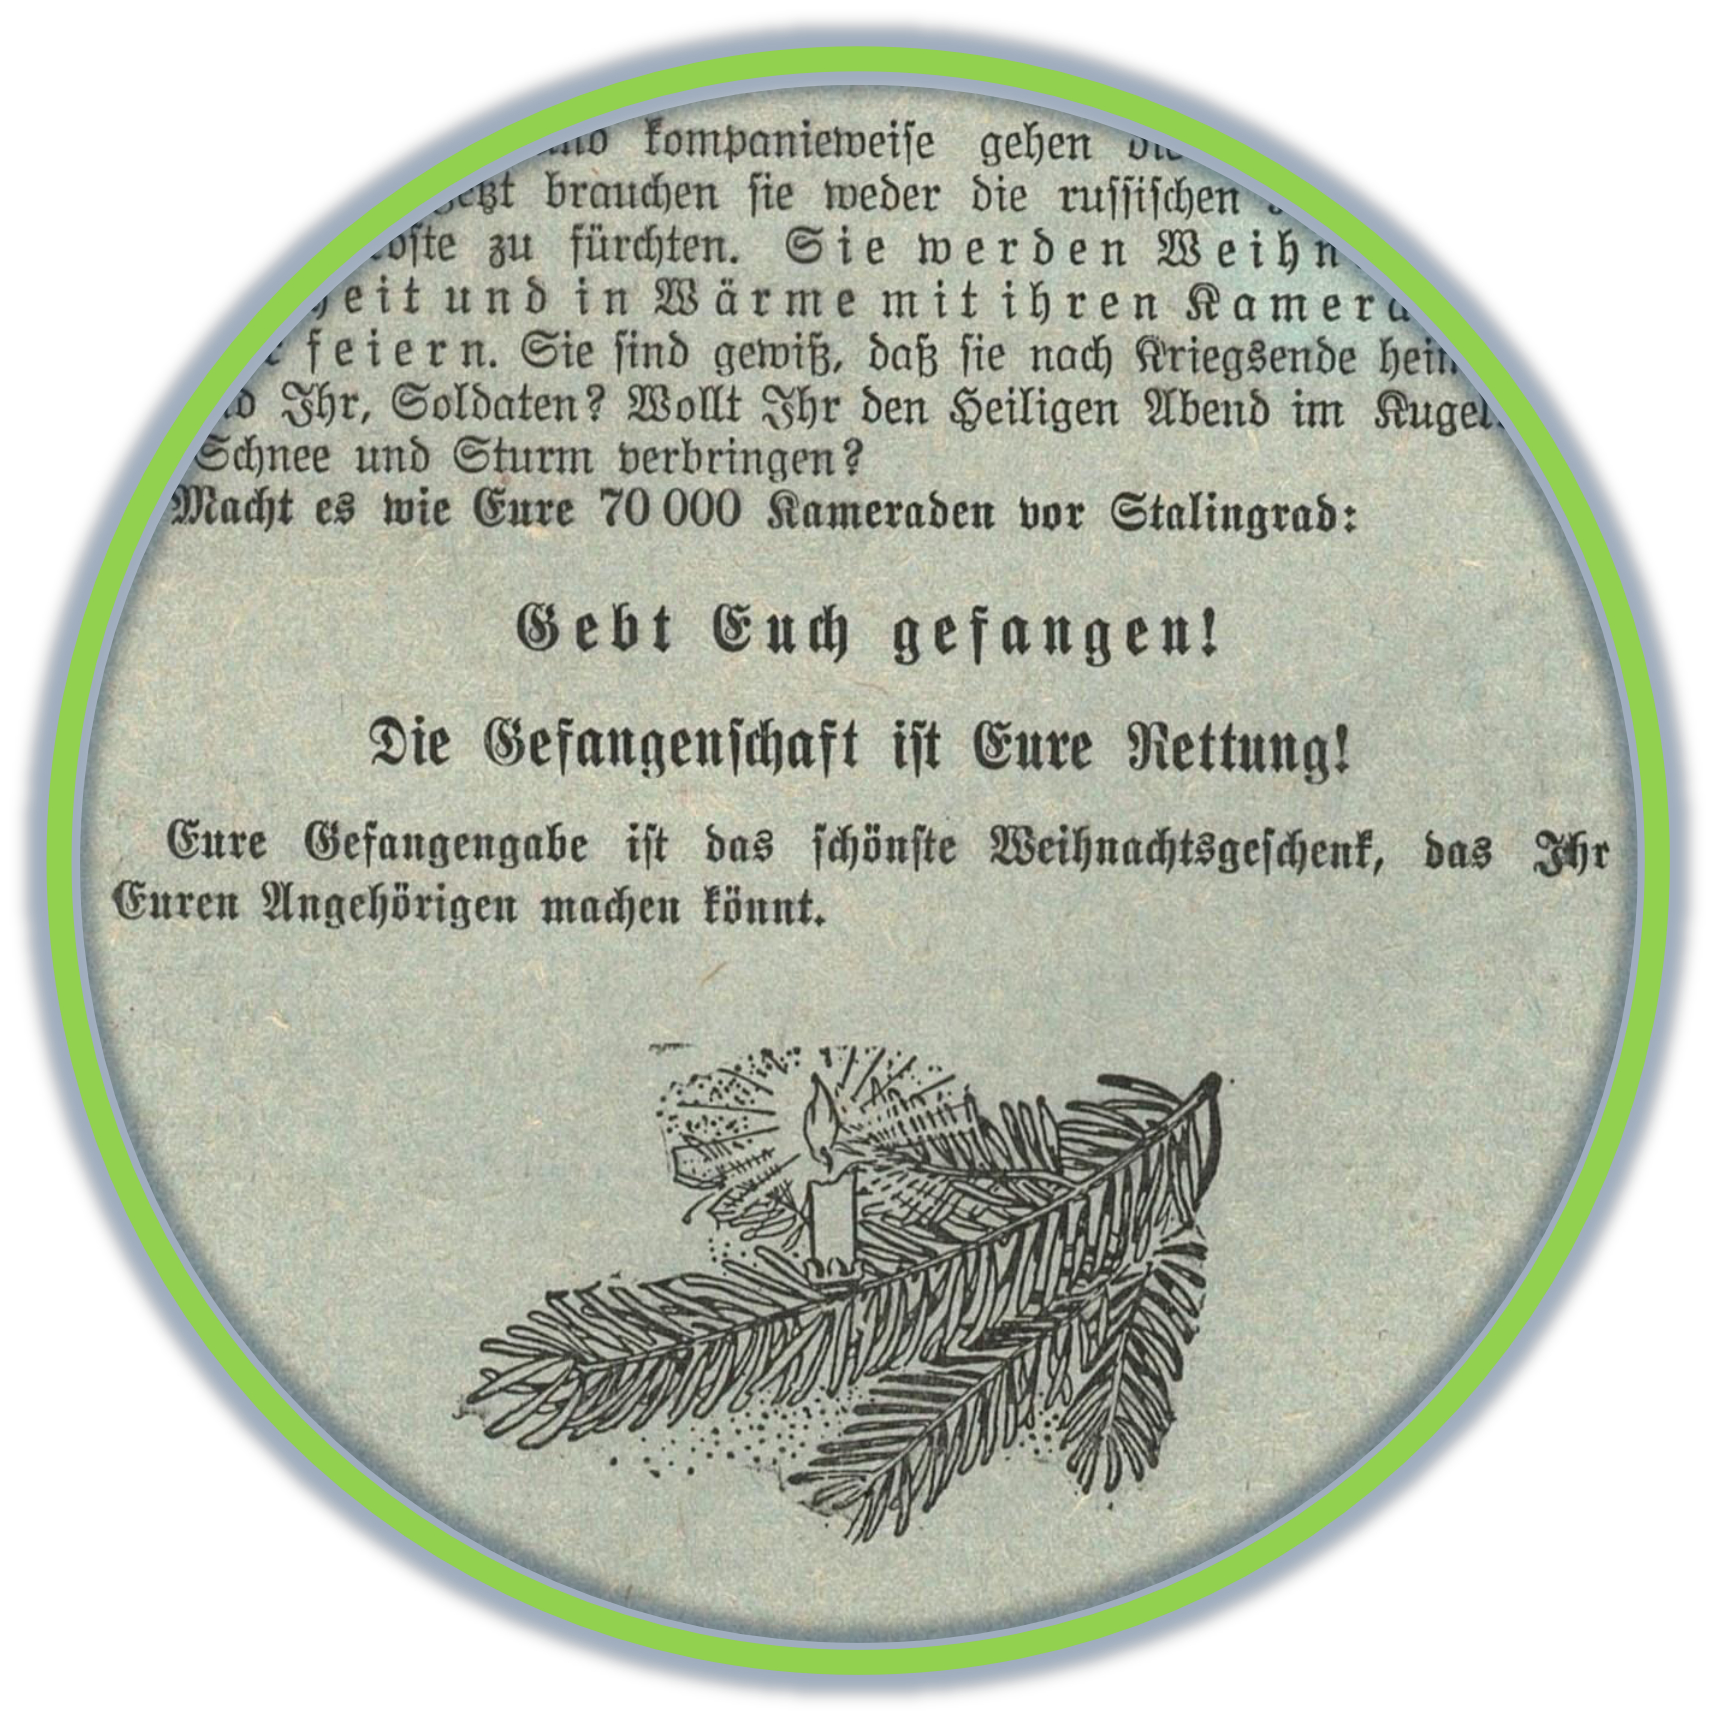 kompanieweise gehen
brauchen sie weder die russischen
zu fürchten. Sie werden
und in Wärme mit ihren
feiern. Sie sind gewiß, daß sie nach Kriegsende
Ihr, Soldaten? Wollt Ihr den Heiligen Abend im
Schnee und Sturm verbringen?
Macht es wie Eure 70 000 Kameraden vor Stalingrad:
Gebt Euch gefangen!
Die Gefangenschaft ist Eure Rettung!
Eure Gefangengabe ist das schönste Weihnachtsgeschenk, das Ihr
Euren Angehörigen machen könnt.